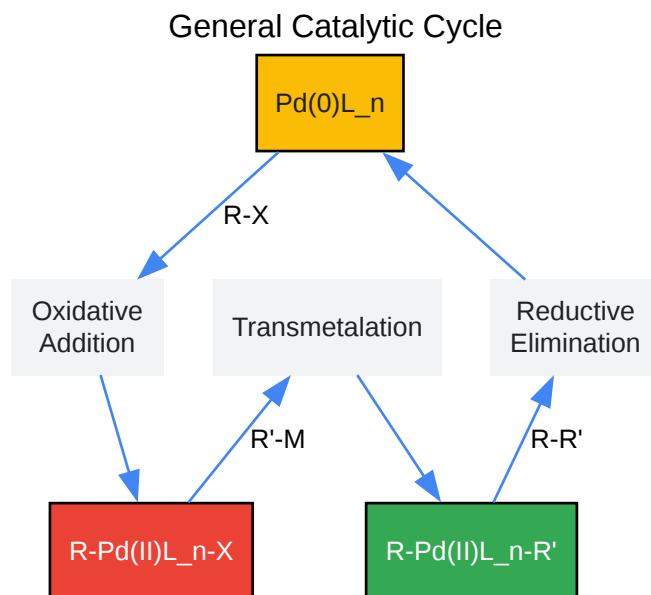 General Catalytic Cycle
Pd(0)L_n
R-X
Oxidative
Addition
Transmetalation
Reductive
Elimination
R'-M
R-R'
R-Pd(II)L_n-X
R-Pd(II)L_n-R'